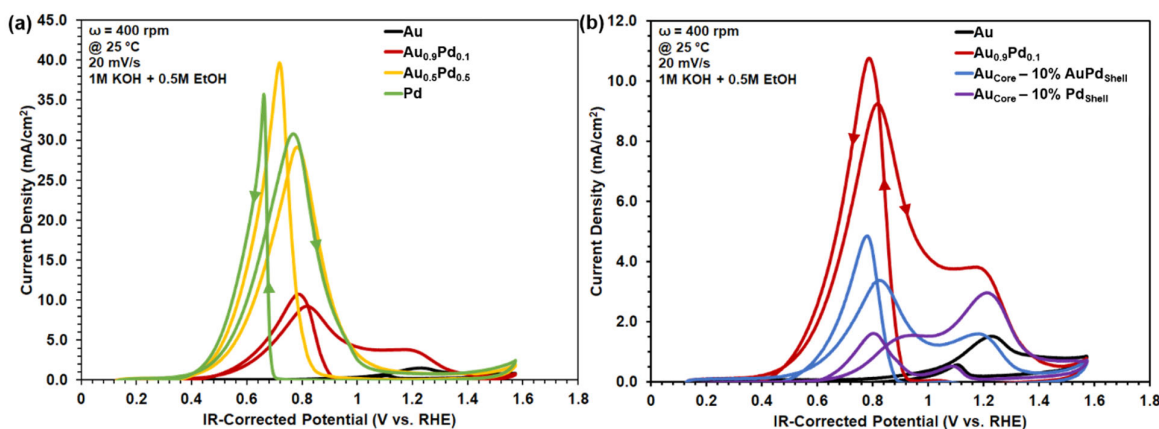 (a)
ω = 400 rpm
@ 25 ºC
20 mV/s
1M KOH + 0.5M EtOH
Au
Au0.9Pd0.1
Au0.5Pd0.5
Pd
45.0
40.0
35.0
30.0
25.0
20.0
15.0
10.0
5.0
0.0
Current Density (mA/cm2)
0 0.2 0.4 0.6 0.8 1 1.2 1.4 1.6 1.8
IR-Corrected Potential (V vs. RHE)
(b)
ω = 400 rpm
@ 25 ºC
20 mV/s
1M KOH + 0.5M EtOH
Au
Au0.9Pd0.1
AuCore – 10% AuPdShell
AuCore – 10% PdShell
12.0
10.0
8.0
6.0
4.0
2.0
0.0
Current Density (mA/cm2)
0 0.2 0.4 0.6 0.8 1 1.2 1.4 1.6 1.8
IR-Corrected Potential (V vs. RHE)